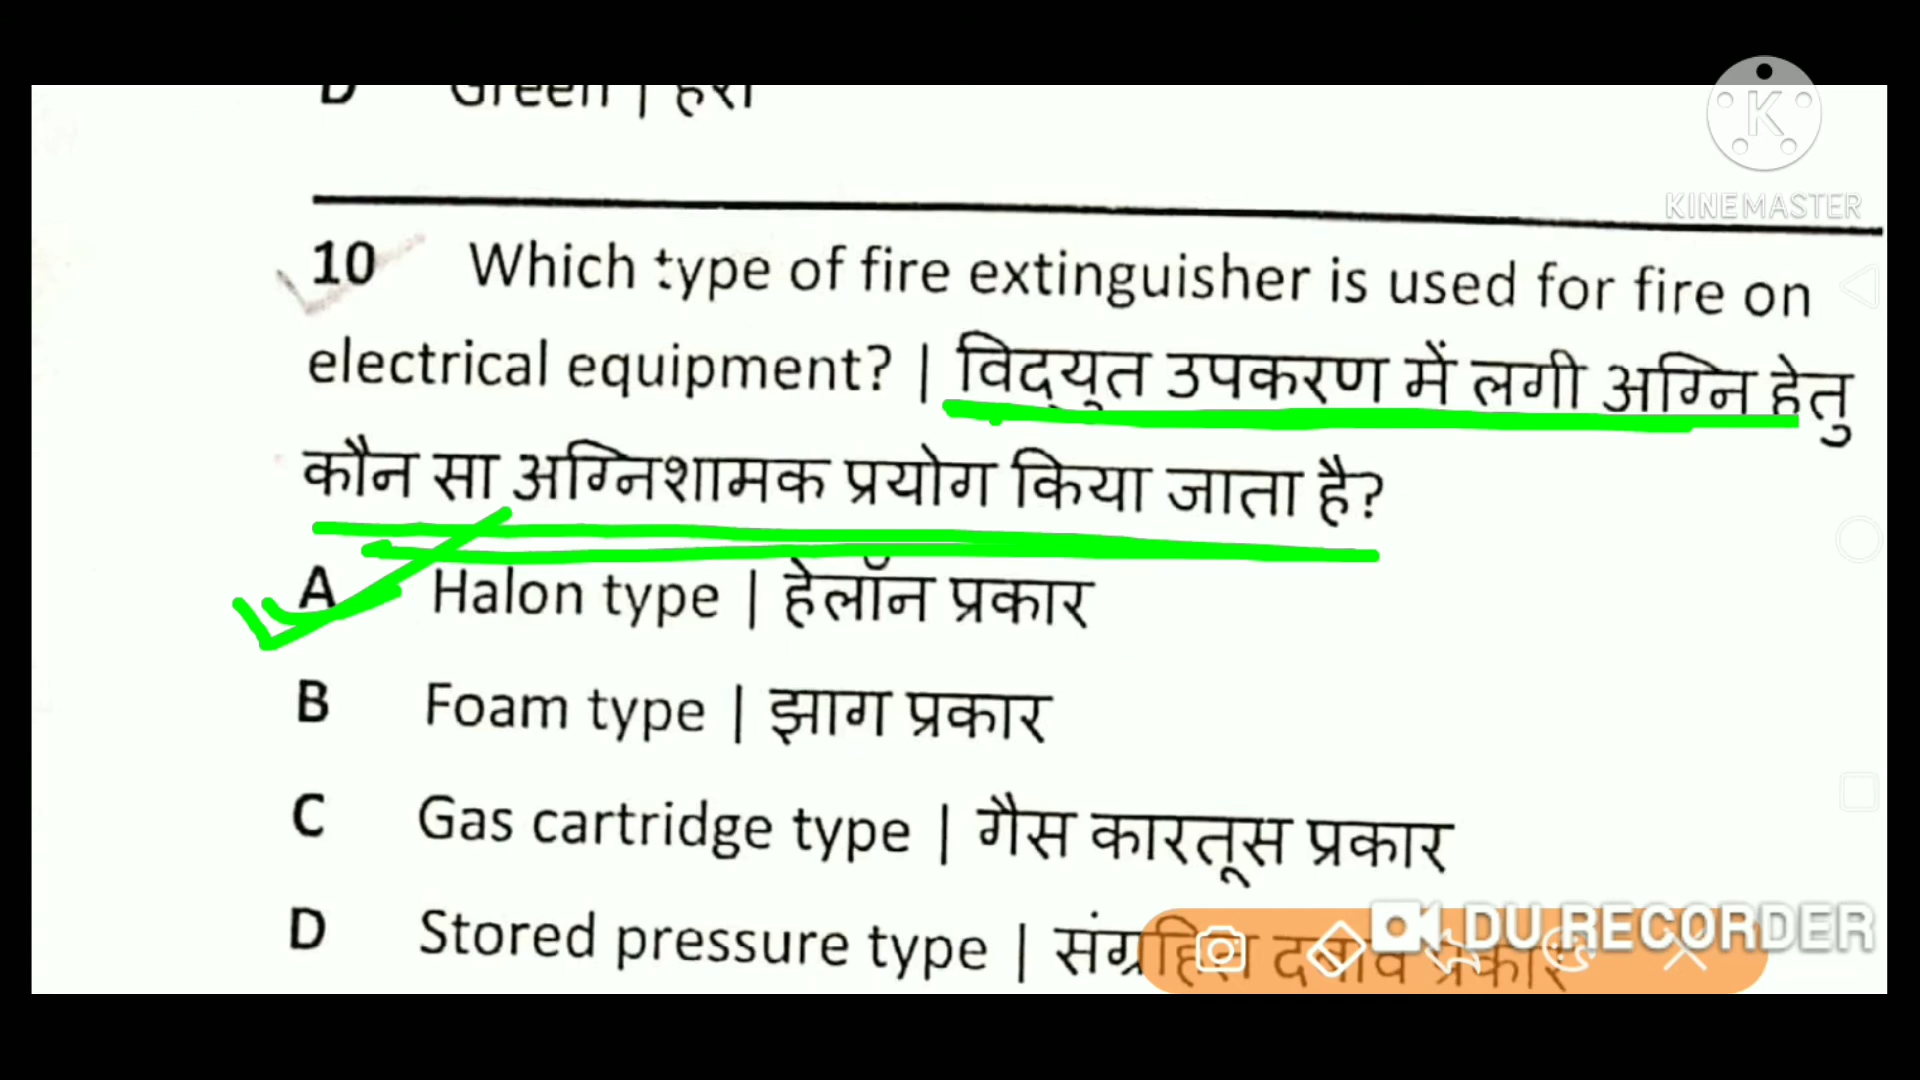 D Green | हरा
K
KINEMASTER
10 Which type of fire extinguisher is used for fire on
electrical equipment? | विद्युत उपकरण में लगी अग्नि हेतु
कौन सा अग्निशामक प्रयोग किया जाता है?
A Halon type | हेलॉन प्रकार
B Foam type | झाग प्रकार
C Gas cartridge type | गैस कारतूस प्रकार
D Stored pressure type | संग्रहित दबाव प्रकार
DU RECORDER